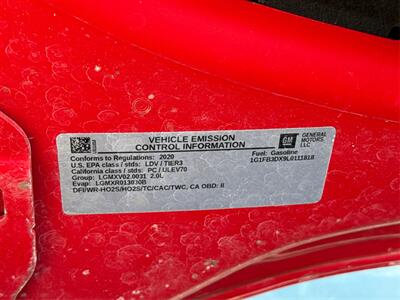 VEHICLE EMISSION
CONTROL INFORMATION
GM
GENERAL
MOTORS,
LLC
Conforms to Regulations: 2020
Fuel: Gasoline
U.S. EPA class / stds: LDV / TIER3
1G1FB3DX9L0111818
California class / stds: PC / ULEV70
Group: LGMXV02.0031 2.0L
Evap: LGMXR0130
DFI/WR-HO2S/HO2S/TC/CAC/TWC, CA OBD: II